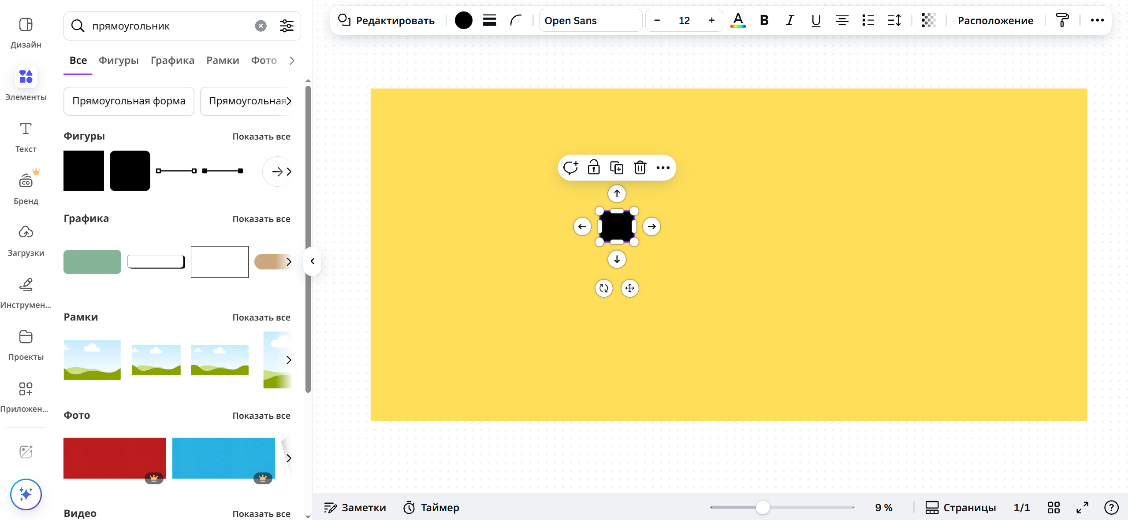 прямоугольник
Редактировать
Open Sans
– 12 +
A B I U
Расположение
Дизайн
Элементы
Текст
Бренд
Загрузки
Инструмен...
Проекты
Приложен...
Все Фигуры Графика Рамки Фото
Прямоугольная форма
Прямоугольная
Фигуры Показать все
Графика Показать все
Рамки Показать все
Фото Показать все
Видео Показать все
Заметки Таймер 9 % Страницы 1/1